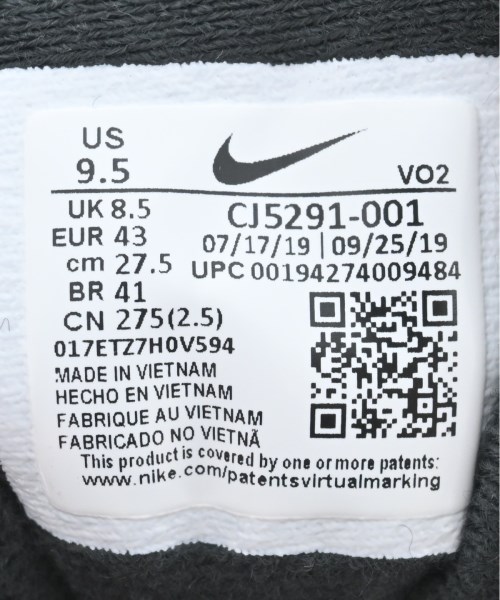 US
9.5
VO2
UK 8.5
EUR 43
cm 27.5
BR 41
CN 275(2.5)
CJ5291-001
07/17/19 | 09/25/19
UPC 00194274009484
017ETZ7H0V594
MADE IN VIETNAM
HECHO EN VIETNAM
FABRIQUE AU VIETNAM
FABRICADO NO VIETNÃ
This product is covered by one or more patents:
www.nike.com/patentsvirtualmarking